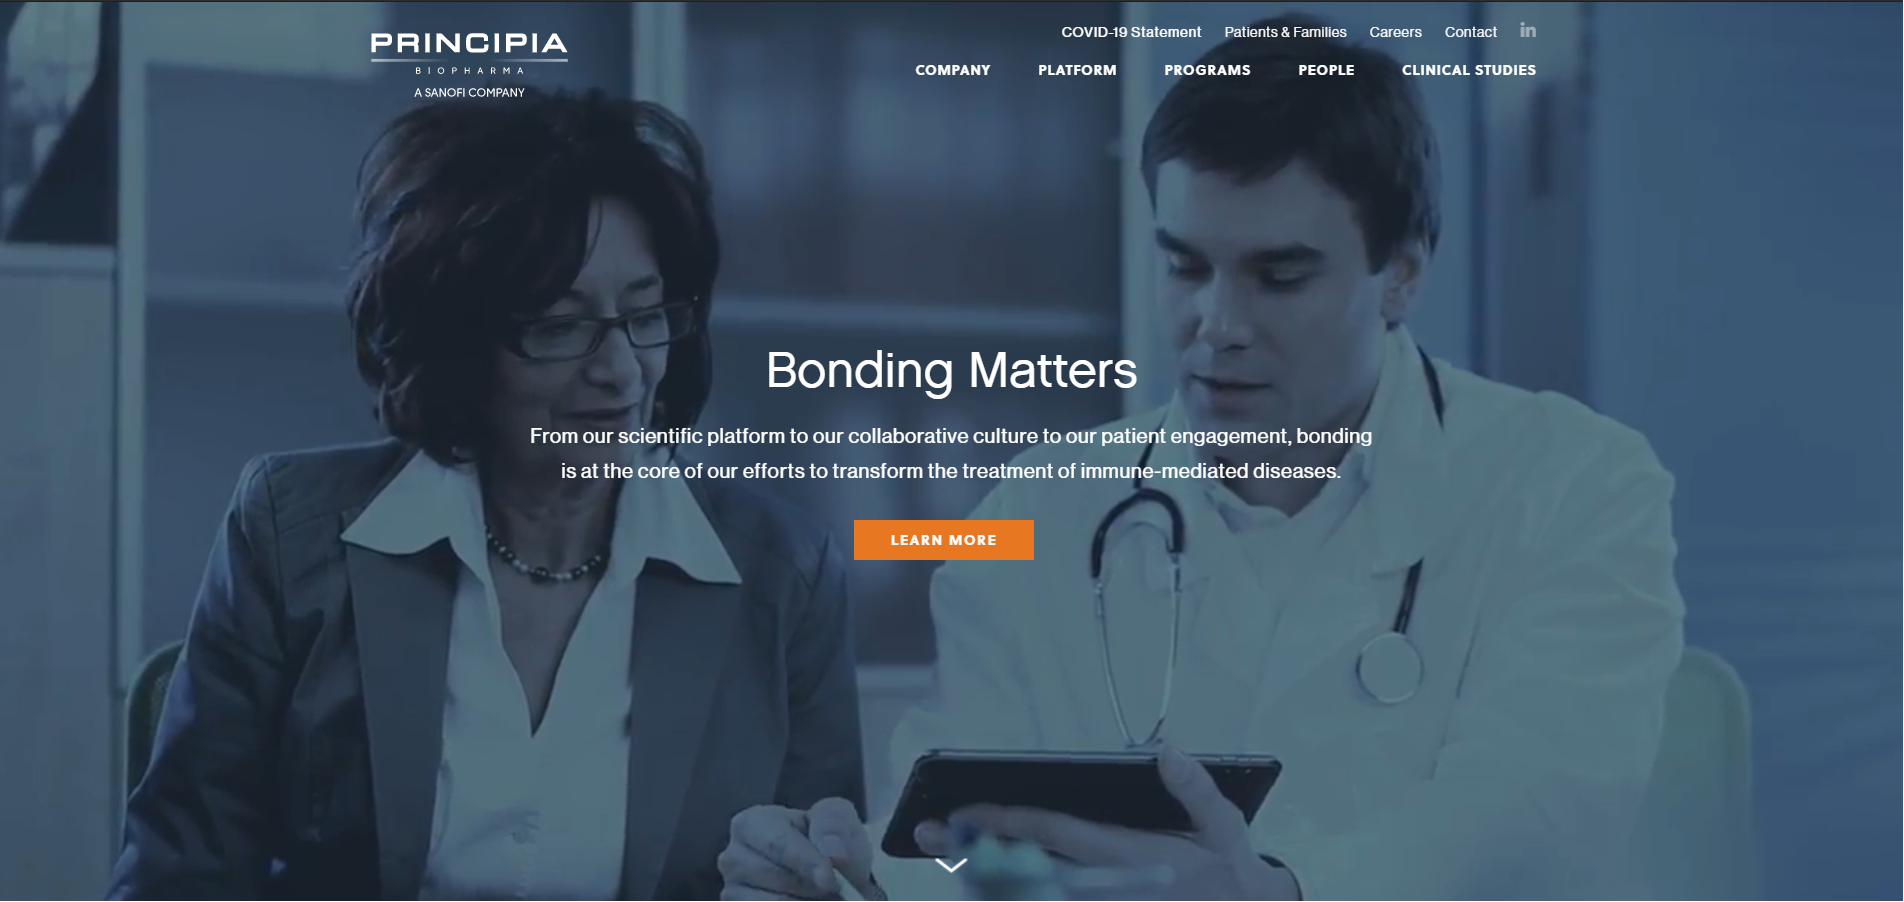 PRINCIPIA
BIOPHARMA
A SANOFI COMPANY
COVID-19 Statement Patients & Families Careers Contact in
COMPANY PLATFORM PROGRAMS PEOPLE CLINICAL STUDIES
Bonding Matters
From our scientific platform to our collaborative culture to our patient engagement, bonding
is at the core of our efforts to transform the treatment of immune-mediated diseases.
LEARN MORE